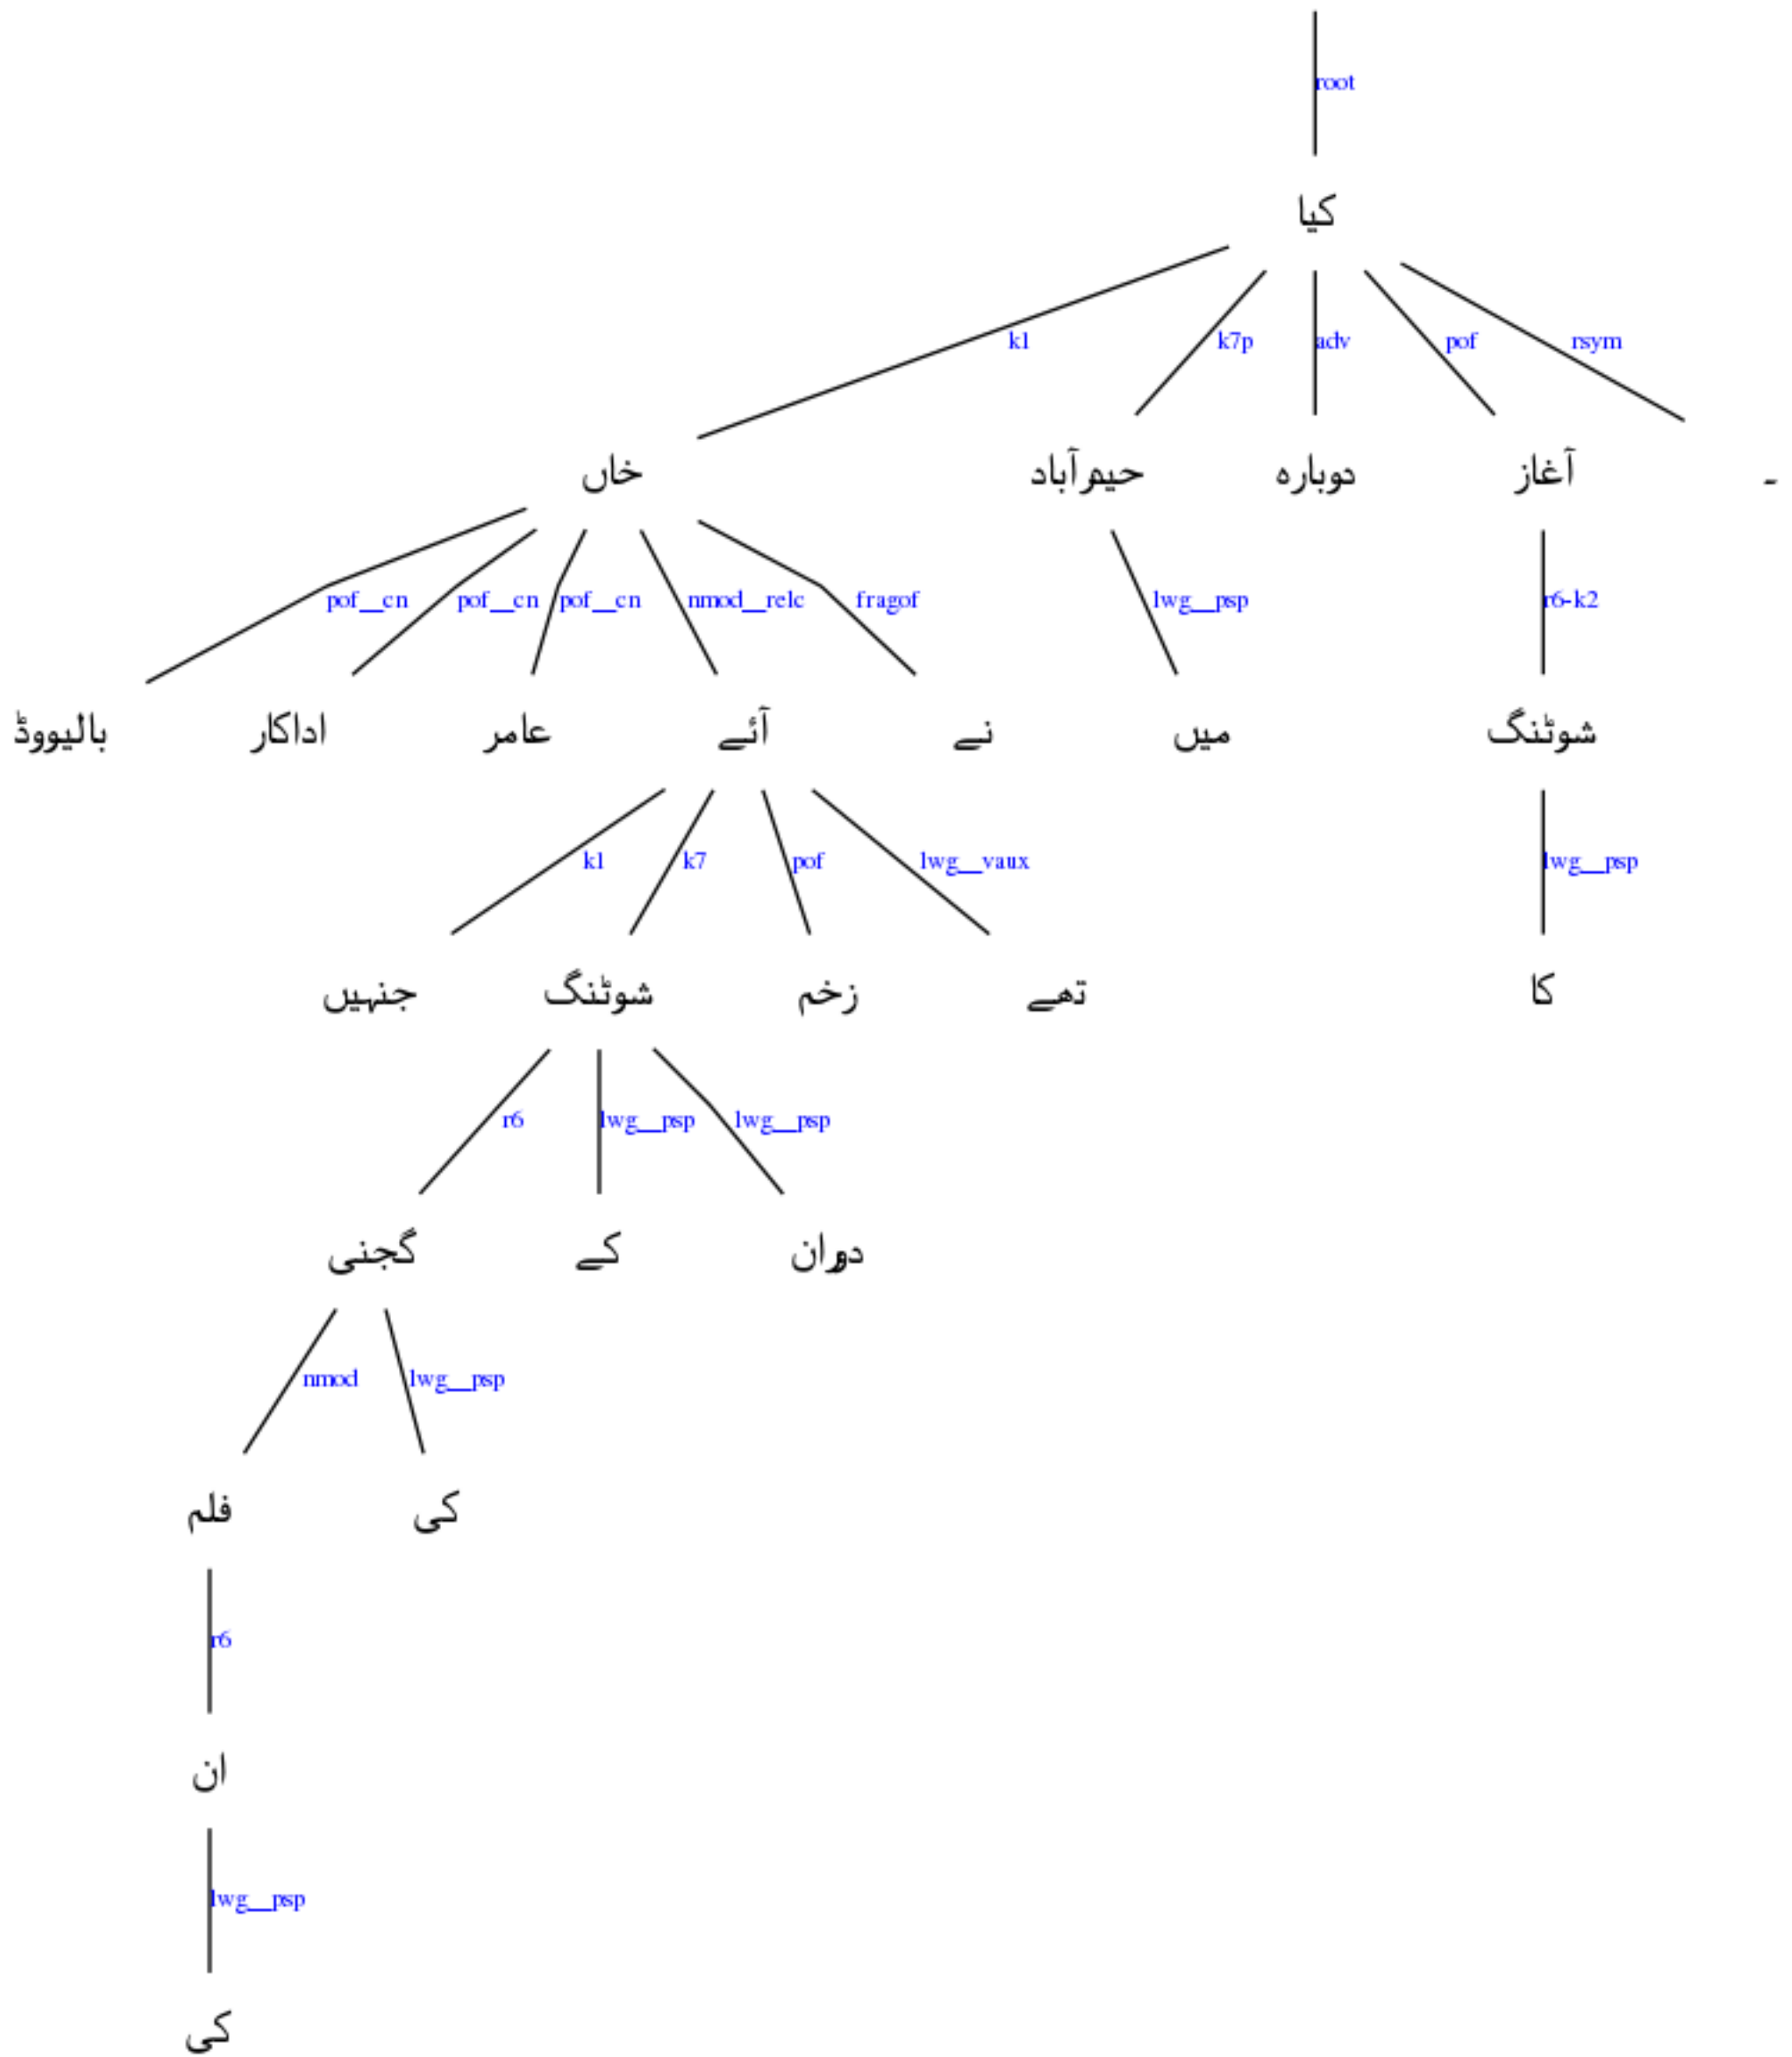 root
کیا
k1 k7p adv pof rsym
خاں حیدرآباد دوبارہ آغاز ۔
pof__cn pof__cn pof__cn nmod__relc fragof lwg__psp r6-k2
بالیووڈ اداکار عامر آئے نے میں شوٹنگ
k1 k7 pof lwg__vaux lwg__psp
جنہیں شوٹنگ زخم تھے کا
r6 lwg__psp lwg__psp
گجنی کے دوران
nmod lwg__psp
فلم کی
r6
ان
lwg__psp
کی